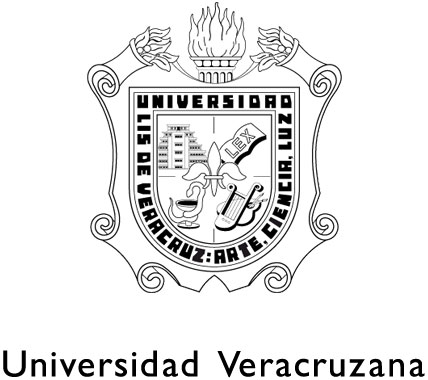 UNIVERSIDAD
LIS DE VERACRUZ: ARTE, CIENCIA, LUZ
LEX
Universidad Veracruzana